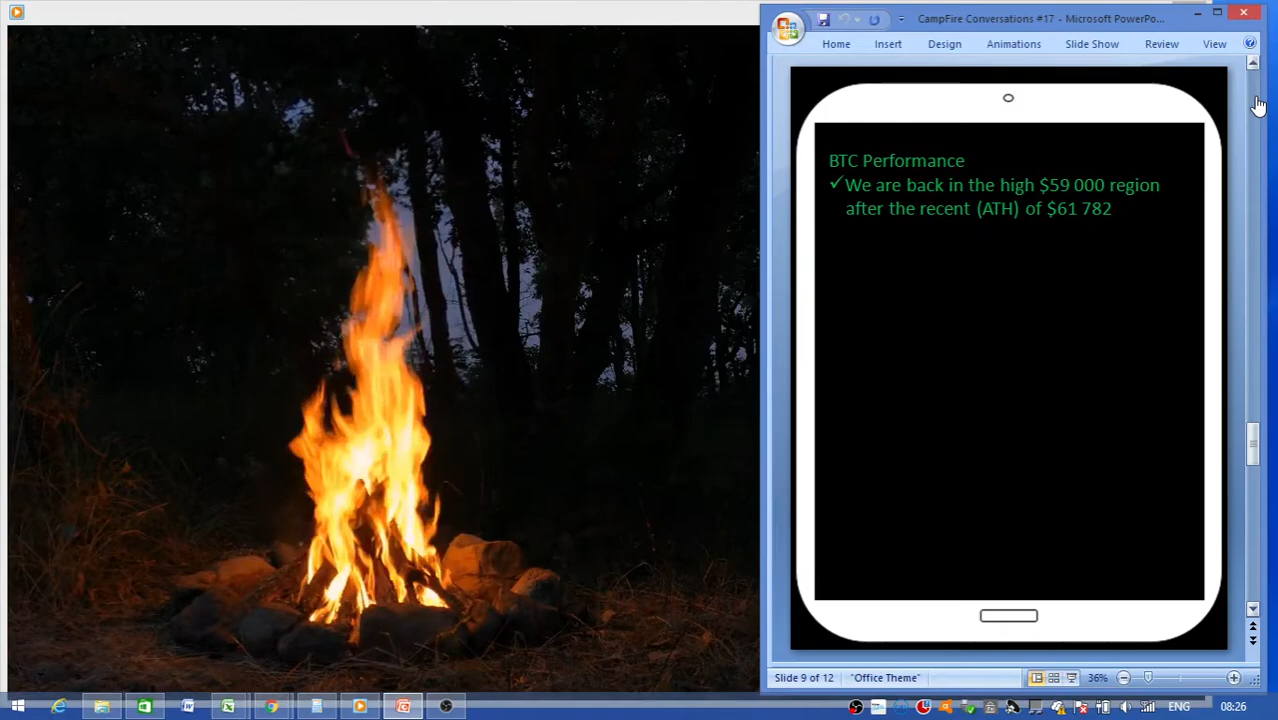 CampFire Conversations #17 - Microsoft PowerPo...
Home Insert Design Animations Slide Show Review View
BTC Performance
✓We are back in the high $59 000 region
after the recent (ATH) of $61 782
Slide 9 of 12 "Office Theme" 36%
ENG 08:26